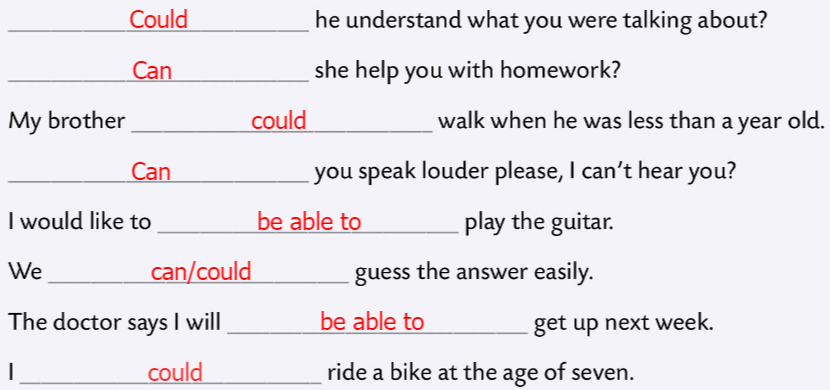 Could he understand what you were talking about?
Can she help you with homework?
My brother could walk when he was less than a year old.
Can you speak louder please, I can't hear you?
I would like to be able to play the guitar.
We can/could guess the answer easily.
The doctor says I will be able to get up next week.
I could ride a bike at the age of seven.